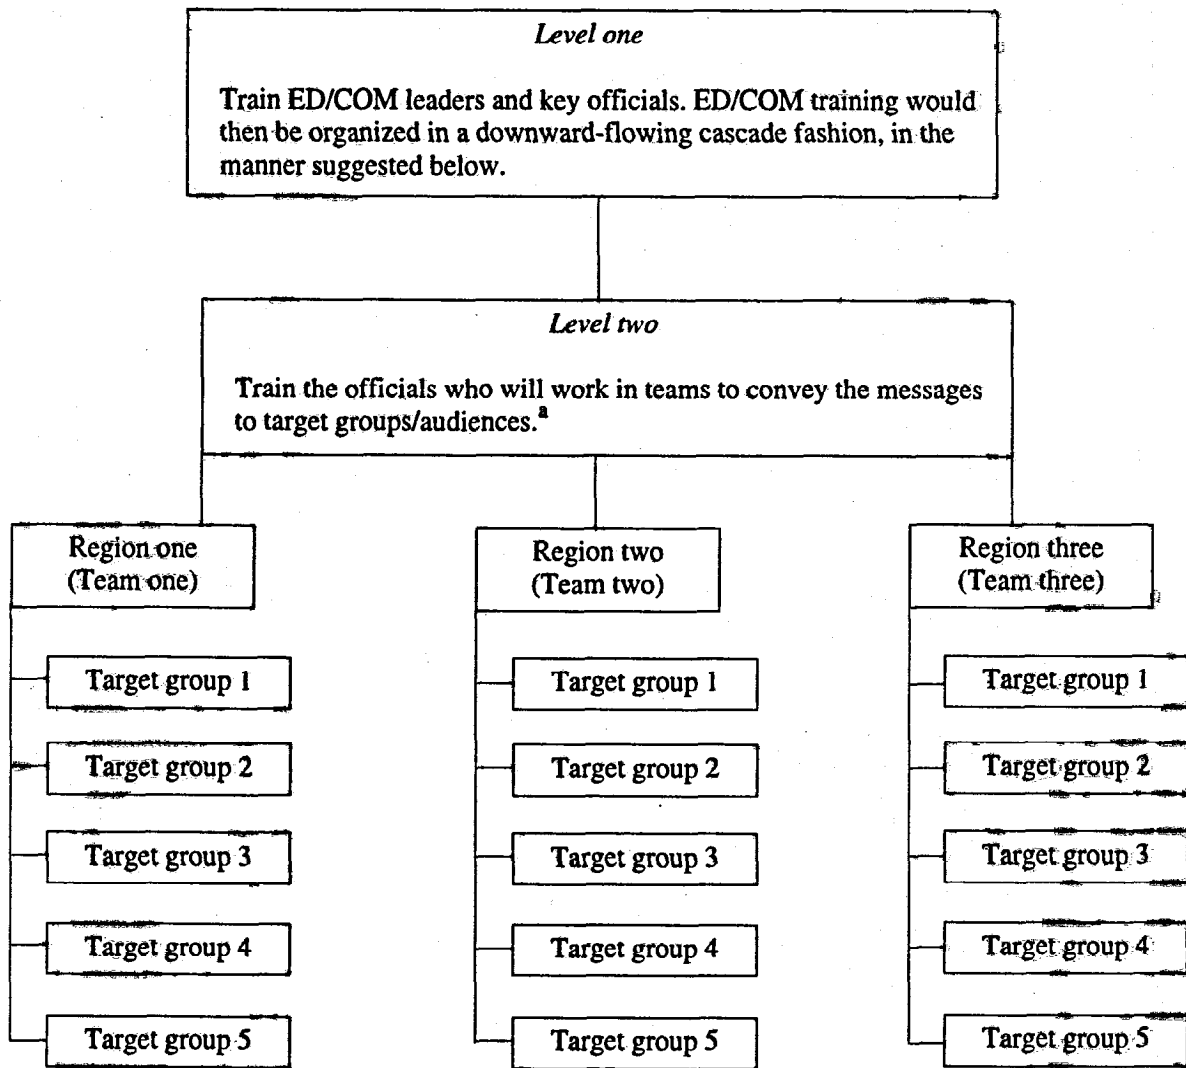 Level one
Train ED/COM leaders and key officials. ED/COM training would
then be organized in a downward-flowing cascade fashion, in the
manner suggested below.
Level two
Train the officials who will work in teams to convey the messages
to target groups/audiences.a
Region one
(Team one)
Target group 1
Target group 2
Target group 3
Target group 4
Target group 5
Region two
(Team two)
Target group 1
Target group 2
Target group 3
Target group 4
Target group 5
Region three
(Team three)
Target group 1
Target group 2
Target group 3
Target group 4
Target group 5